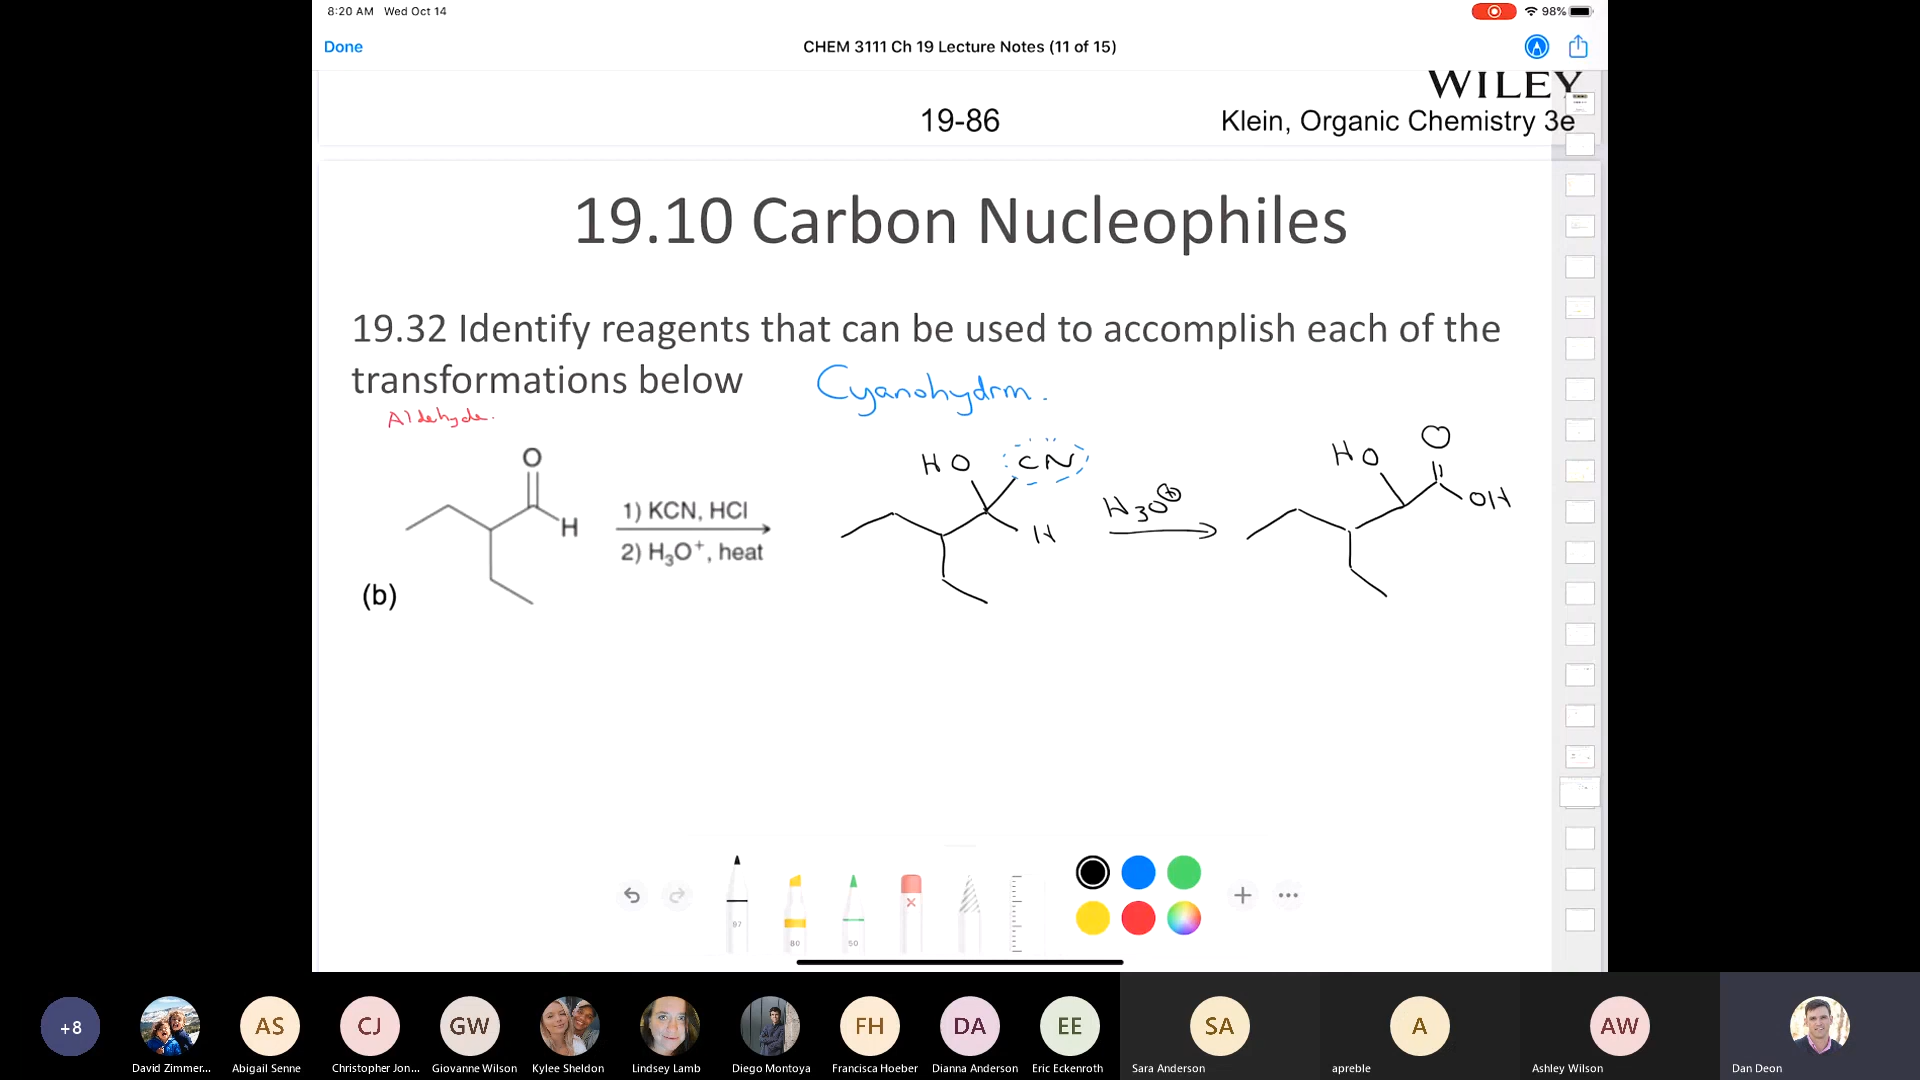 8:20 AM Wed Oct 14
98%
Done
CHEM 3111 Ch 19 Lecture Notes (11 of 15)
WILEY
19-86
Klein, Organic Chemistry 3e
19.10 Carbon Nucleophiles
19.32 Identify reagents that can be used to accomplish each of the
transformations below
Cyanohydrin.
Aldehyde.
O
H
1) KCN, HCl
2) H₃O⁺, heat
HO
CN
H
H₃O⊕
HO
O
OH
(b)
97
80
50
+8
AS
CJ
GW
FH
DA
EE
SA
A
AW
David Zimmer...
Abigail Senne
Christopher Jon...
Giovanne Wilson
Kylee Sheldon
Lindsey Lamb
Diego Montoya
Francisca Hoeber
Dianna Anderson
Eric Eckenroth
Sara Anderson
apreble
Ashley Wilson
Dan Deon